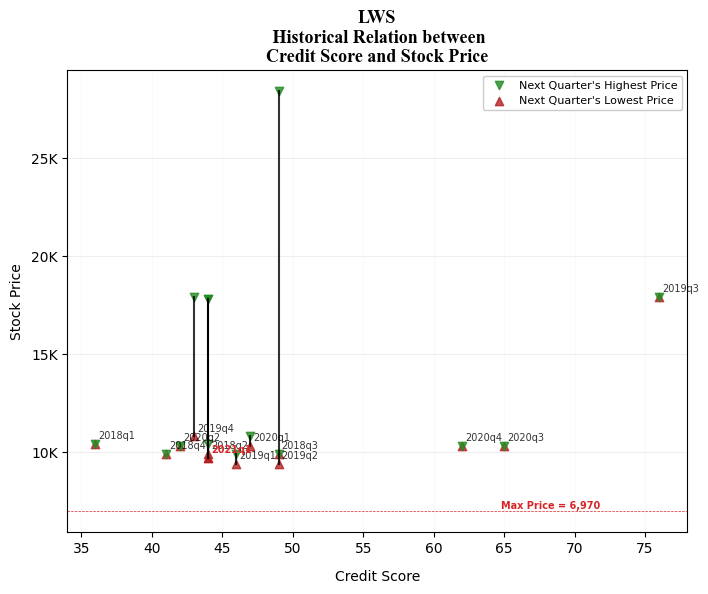 LWS
Historical Relation between
Credit Score and Stock Price
Next Quarter's Highest Price
Next Quarter's Lowest Price
25K
20K
15K
10K
Stock Price
2019q3
2019q4
2018q1
2020q2
2020q1
2020q4
2020q3
2018q4
2018q2
2018q3
2019q1
2019q2
Max Price = 6,970
35 40 45 50 55 60 65 70 75
Credit Score